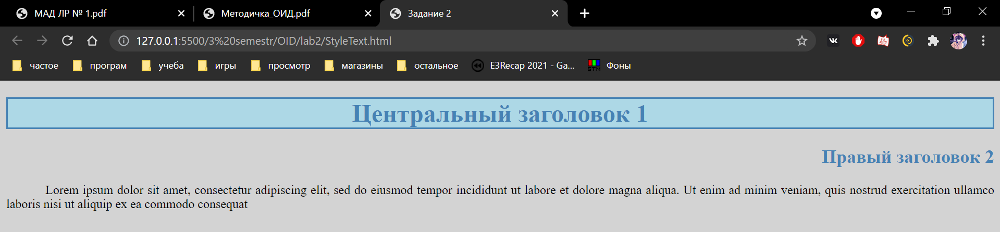 МАД ЛР № 1.pdf
Методичка_ОИД.pdf
Задание 2
127.0.0.1:5500/3%20semestr/OID/lab2/StyleText.html
частое
програм
учеба
игры
просмотр
магазины
остальное
E3Recap 2021 - Ga...
STM
Фоны
Центральный заголовок 1
Правый заголовок 2
Lorem ipsum dolor sit amet, consectetur adipiscing elit, sed do eiusmod tempor incididunt ut labore et dolore magna aliqua. Ut enim ad minim veniam, quis nostrud exercitation ullamco
laboris nisi ut aliquip ex ea commodo consequat